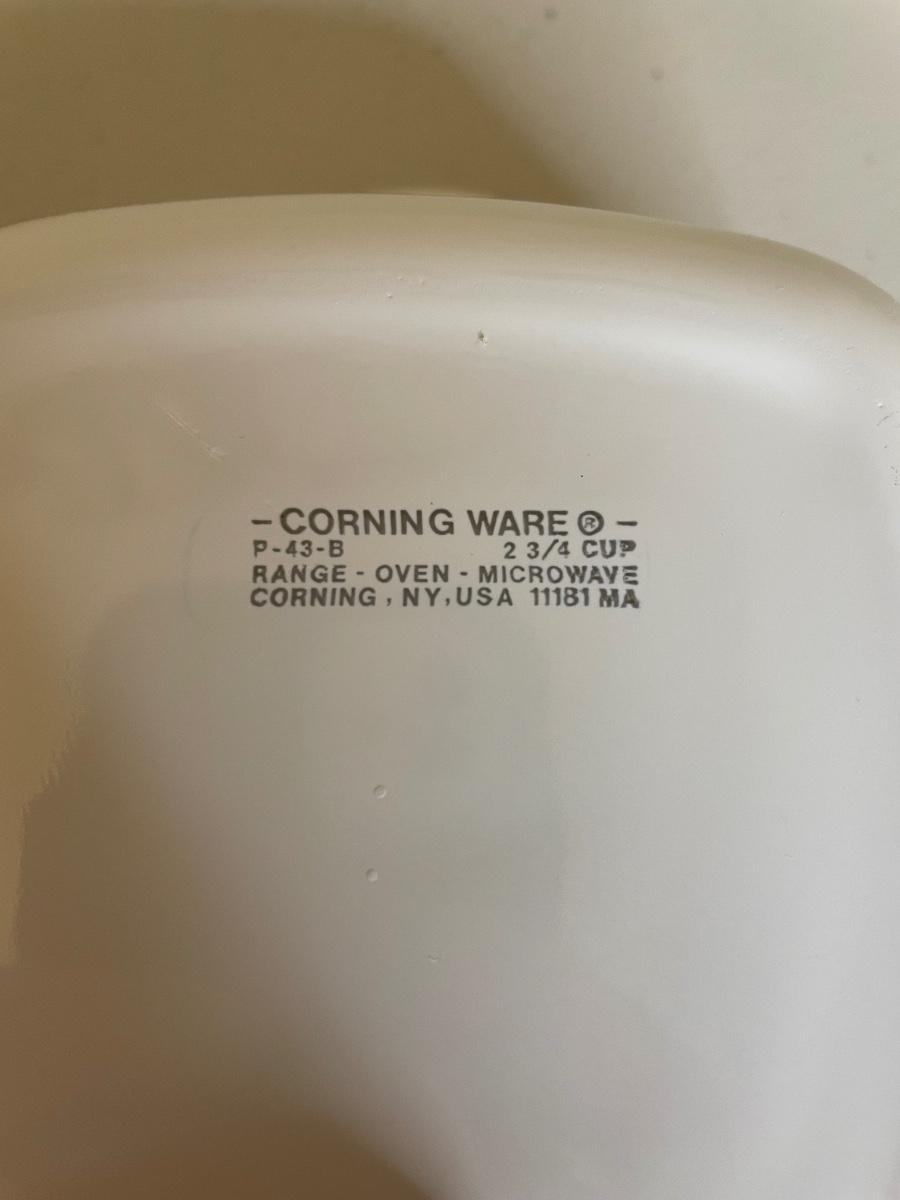 - CORNING WARE ® -
P-43-B 2 3/4 CUP
RANGE - OVEN - MICROWAVE
CORNING , NY, USA 11181 MA